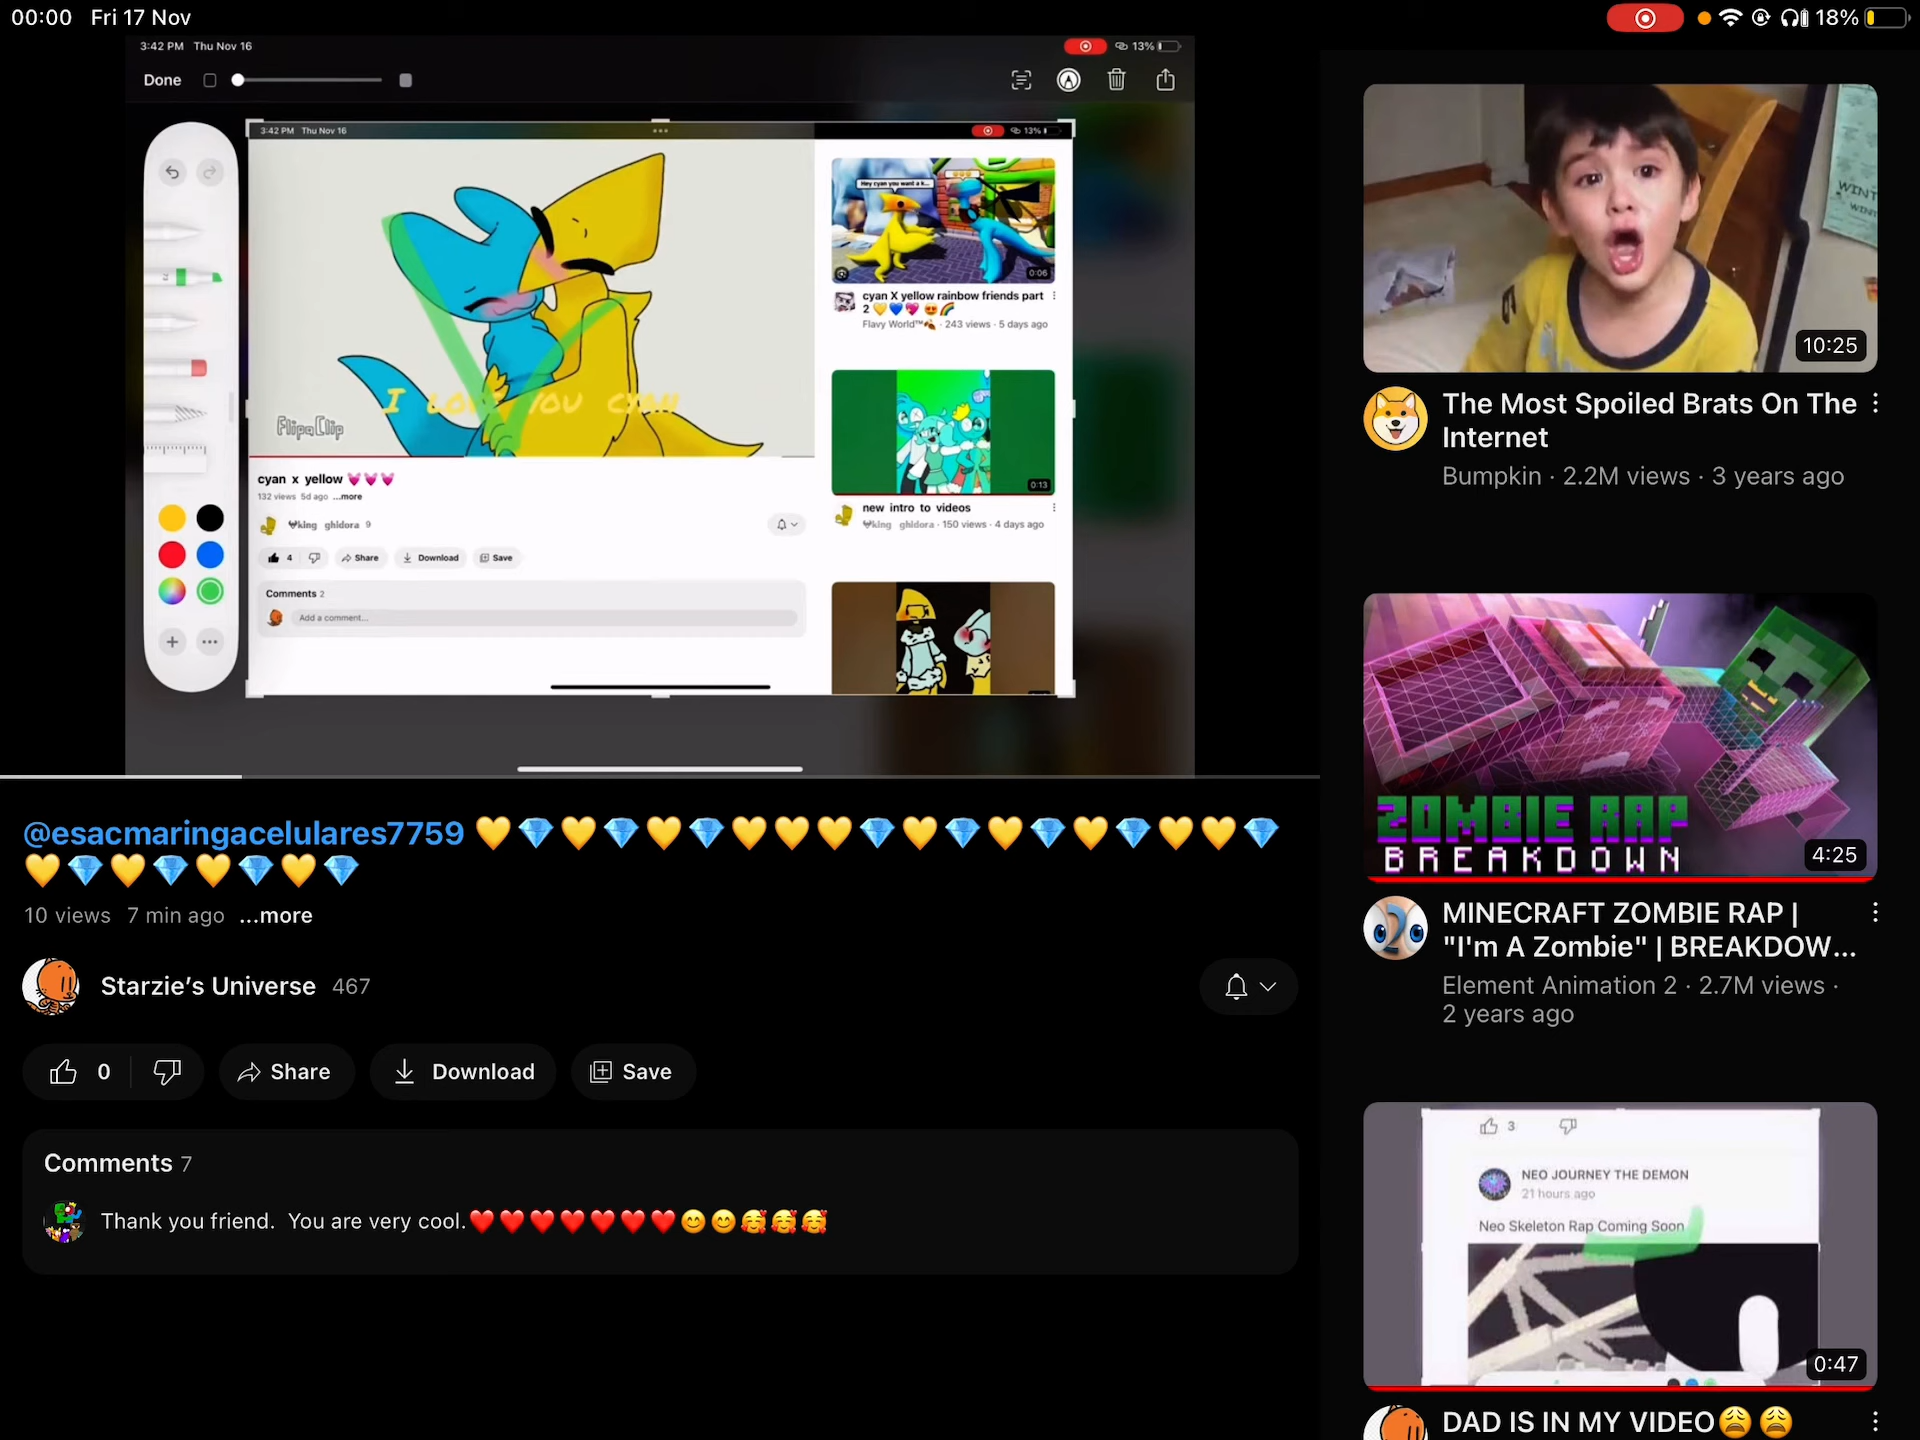 00:00 Fri 17 Nov
18%
3:42 PM Thu Nov 16
13%
Done
3:42 PM Thu Nov 16
13%
I LOVE YOU CYAN
FlipaClip
cyan x yellow 💓💓💓
132 views 5d ago ...more
king ghidora 9
4
Share
Download
Save
Comments 2
Add a comment...
Hey cyan you want a k...
0:06
cyan X yellow rainbow friends part
2 💛💙💖😍🌈
Flavy World™ · 243 views · 5 days ago
0:13
new intro to videos
king ghidora · 150 views · 4 days ago
@esacmaringacelulares7759 💛💎💛💎💛💎💛💛💛💎💛💎💛💎💛💎💛💛💎
💛💎💛💎💛💎💛💎
10 views 7 min ago ...more
Starzie’s Universe 467
0
Share
Download
Save
Comments 7
Thank you friend. You are very cool.❤️❤️❤️❤️❤️❤️❤️😊😊🥰🥰🥰
WINT
WINT
10:25
The Most Spoiled Brats On The
Internet
Bumpkin · 2.2M views · 3 years ago
ZOMBIE RAP
BREAKDOWN
4:25
MINECRAFT ZOMBIE RAP |
"I'm A Zombie" | BREAKDOW...
Element Animation 2 · 2.7M views ·
2 years ago
3
NEO JOURNEY THE DEMON
21 hours ago
Neo Skeleton Rap Coming Soon
0:47
DAD IS IN MY VIDEO😩😩